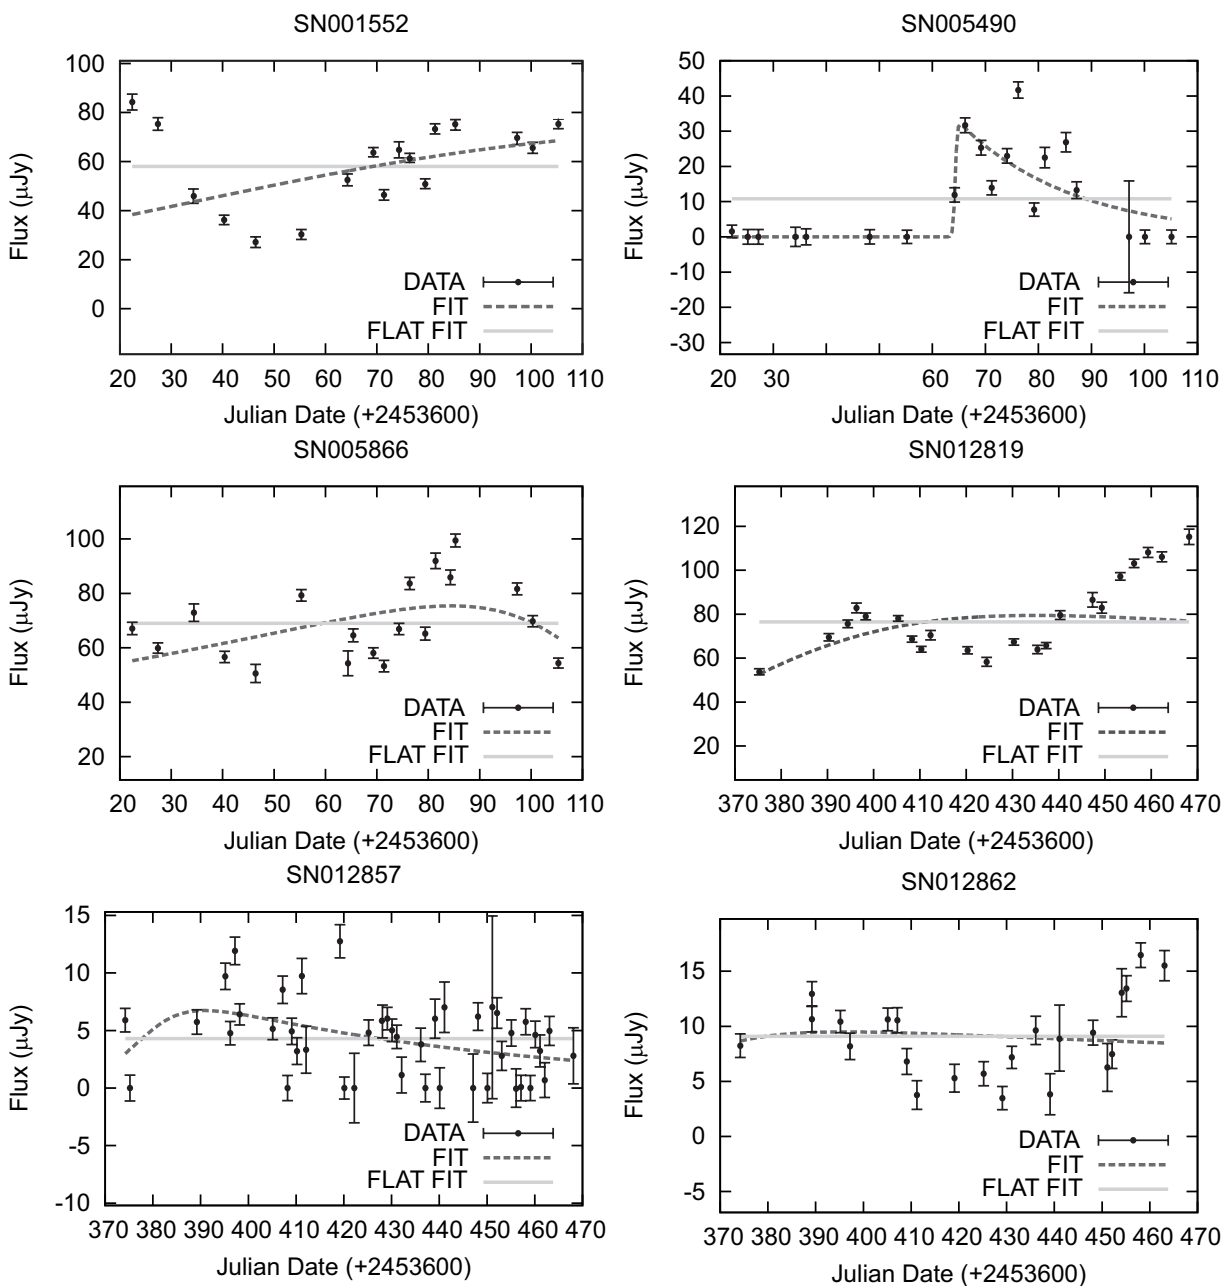 SN001552
100
80
60
40
20
0
Flux (μJy)
DATA
FIT
FLAT FIT
20 30 40 50 60 70 80 90 100 110
Julian Date (+2453600)
SN005490
50
40
30
20
10
0
-10
-20
-30
Flux (μJy)
DATA
FIT
FLAT FIT
20 30 60 70 80 90 100 110
Julian Date (+2453600)
SN005866
100
80
60
40
20
Flux (μJy)
DATA
FIT
FLAT FIT
20 30 40 50 60 70 80 90 100 110
Julian Date (+2453600)
SN012819
120
100
80
60
40
20
Flux (μJy)
DATA
FIT
FLAT FIT
370 380 390 400 410 420 430 440 450 460 470
Julian Date (+2453600)
SN012857
15
10
5
0
-5
-10
Flux (μJy)
DATA
FIT
FLAT FIT
370 380 390 400 410 420 430 440 450 460 470
Julian Date (+2453600)
SN012862
15
10
5
0
-5
Flux (μJy)
DATA
FIT
FLAT FIT
370 380 390 400 410 420 430 440 450 460 470
Julian Date (+2453600)